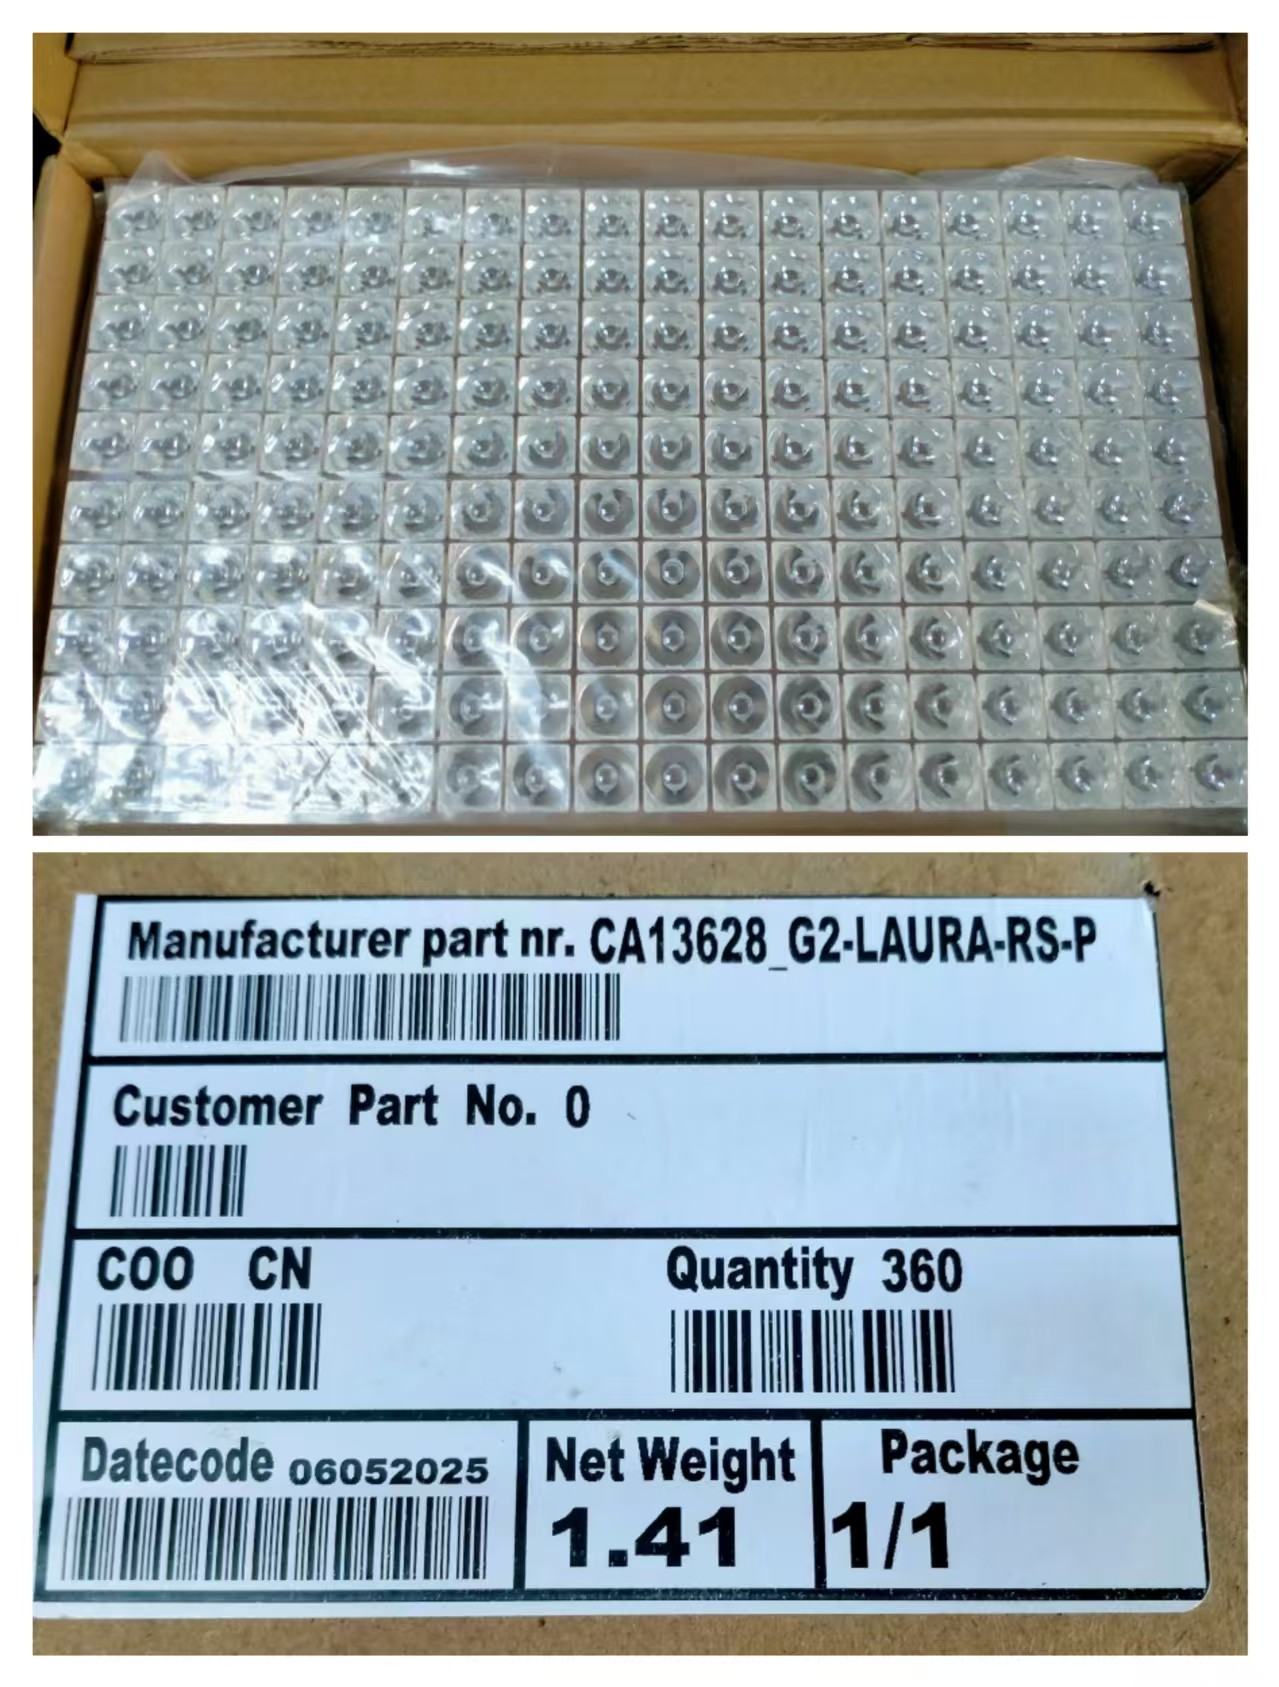 Manufacturer part nr. CA13628_G2-LAURA-RS-P
Customer Part No. 0
COO CN
Quantity 360
Datecode 06052025
Net Weight
1.41
Package
1/1